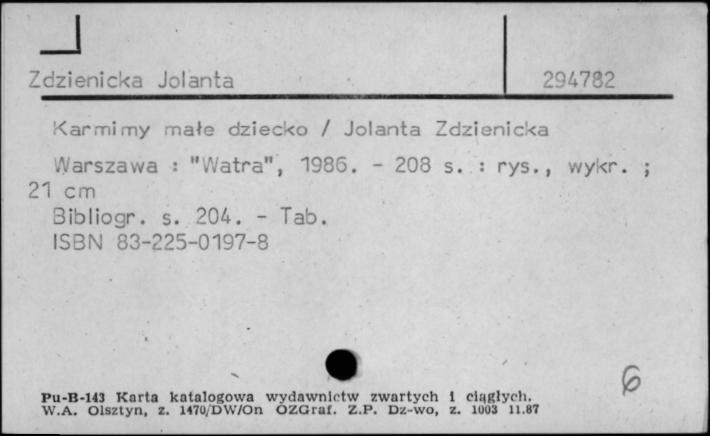 Zdzienicka Jolanta 294782
Karmimy małe dziecko / Jolanta Zdzienicka
Warszawa : "Watra", 1986. - 208 s. : rys., wykr. ;
21 cm
Bibliogr. s. 204. - Tab.
ISBN 83-225-0197-8
6
Pu-B-143 Karta katalogowa wydawnictw zwartych i ciągłych.
W.A. Olsztyn, z. 1470/DW/On OZGraf. Z.P. Dz-wo, z. 1003 11.87